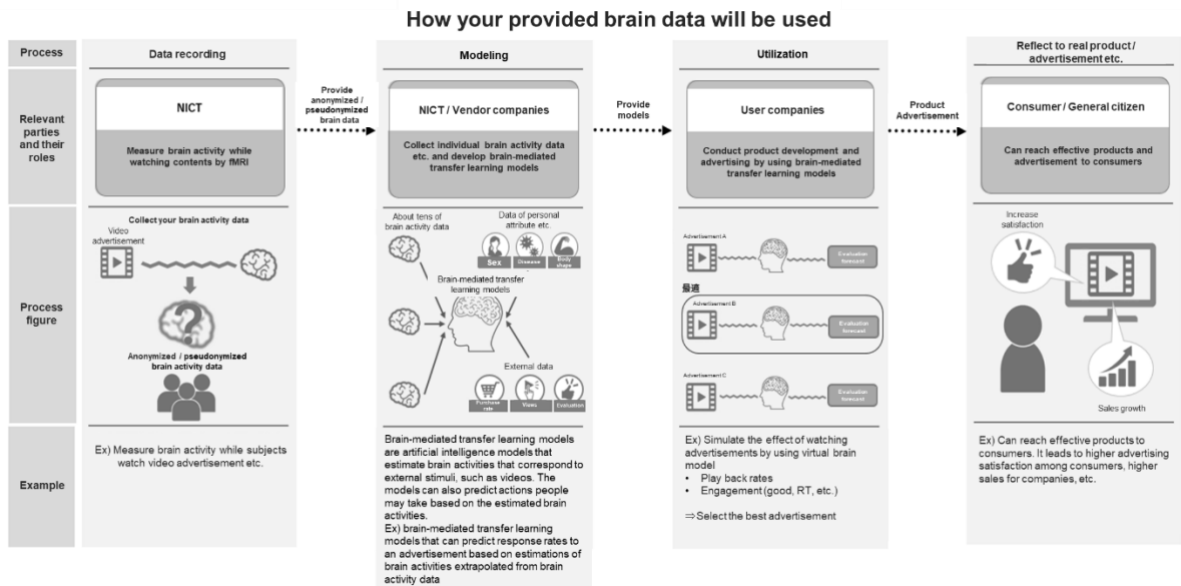 How your provided brain data will be used
Process
Data recording
Modeling
Utilization
Reflect to real product /
advertisement etc.
Relevant
parties
and their
roles
NICT
Measure brain activity while
watching contents by fMRI
Provide
anonymized /
pseudonymized
brain data
NICT / Vendor companies
Collect individual brain activity data
etc. and develop brain-mediated
transfer learning models
Provide
models
User companies
Conduct product development and
advertising by using brain-mediated
transfer learning models
Product
Advertisement
Consumer / General citizen
Can reach effective products and
advertisement to consumers
Process
figure
Collect your brain activity data
Video
advertisement
Anonymized / pseudonymized
brain activity data
About tens of
brain activity data
Data of personal
attribute etc.
Sex
Disease
Body
shape
Brain-mediated transfer
learning models
External data
Purchase
rate
Views
Evaluation
Advertisement A
Evaluation
forecast
最適
Advertisement B
Evaluation
forecast
Advertisement C
Evaluation
forecast
Increase
satisfaction
Sales growth
Example
Ex) Measure brain activity while subjects
watch video advertisement etc.
Brain-mediated transfer learning models
are artificial intelligence models that
estimate brain activities that correspond to
external stimuli, such as videos. The
models can also predict actions people
may take based on the estimated brain
activities.
Ex) brain-mediated transfer learning
models that can predict response rates to
an advertisement based on estimations of
brain activities extrapolated from brain
activity data
Ex) Simulate the effect of watching
advertisements by using virtual brain
model
• Play back rates
• Engagement (good, RT, etc.)
⇒Select the best advertisement
Ex) Can reach effective products to
consumers. It leads to higher advertising
satisfaction among consumers, higher
sales for companies, etc.